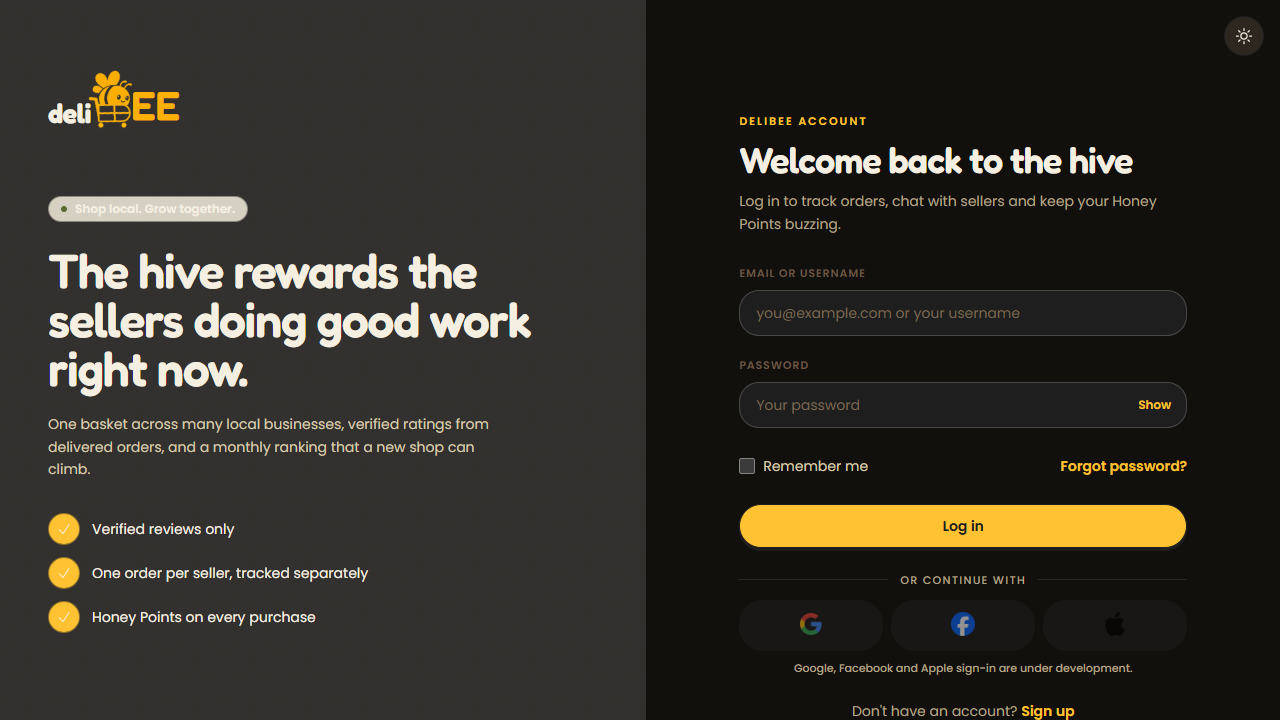 deliBEE
Shop local. Grow together.
The hive rewards the
sellers doing good work
right now.
One basket across many local businesses, verified ratings from
delivered orders, and a monthly ranking that a new shop can
climb.
Verified reviews only
One order per seller, tracked separately
Honey Points on every purchase
DELIBEE ACCOUNT
Welcome back to the hive
Log in to track orders, chat with sellers and keep your Honey
Points buzzing.
EMAIL OR USERNAME
you@example.com or your username
PASSWORD
Your password
Show
Remember me
Forgot password?
Log in
OR CONTINUE WITH
Google, Facebook and Apple sign-in are under development.
Don't have an account? Sign up